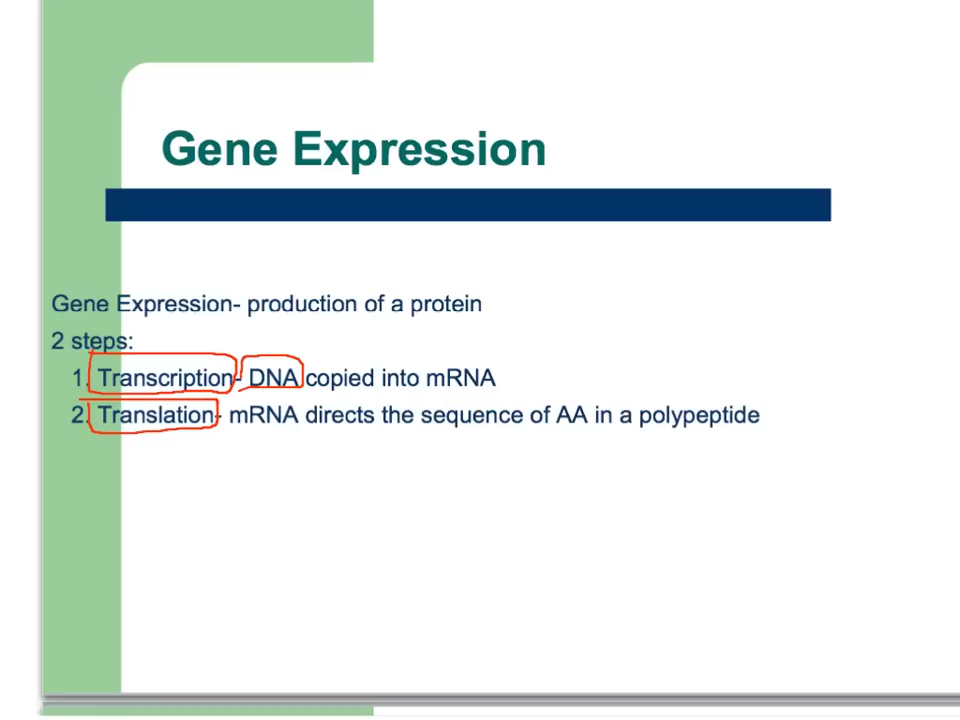 Gene Expression
Gene Expression- production of a protein
2 steps:
1. Transcription- DNA copied into mRNA
2. Translation- mRNA directs the sequence of AA in a polypeptide